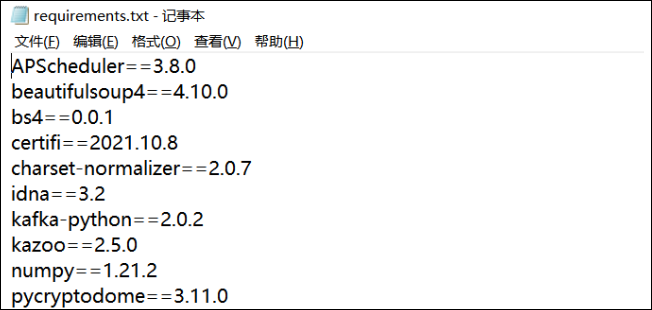 requirements.txt - 记事本
文件(F) 编辑(E) 格式(O) 查看(V) 帮助(H)
APScheduler==3.8.0
beautifulsoup4==4.10.0
bs4==0.0.1
certifi==2021.10.8
charset-normalizer==2.0.7
idna==3.2
kafka-python==2.0.2
kazoo==2.5.0
numpy==1.21.2
pycryptodome==3.11.0